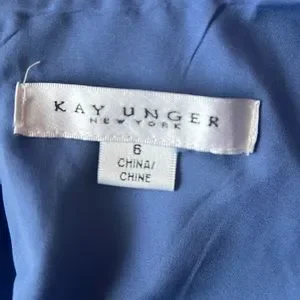 KAY UNGER
NEW YORK
6
CHINA/
CHINE